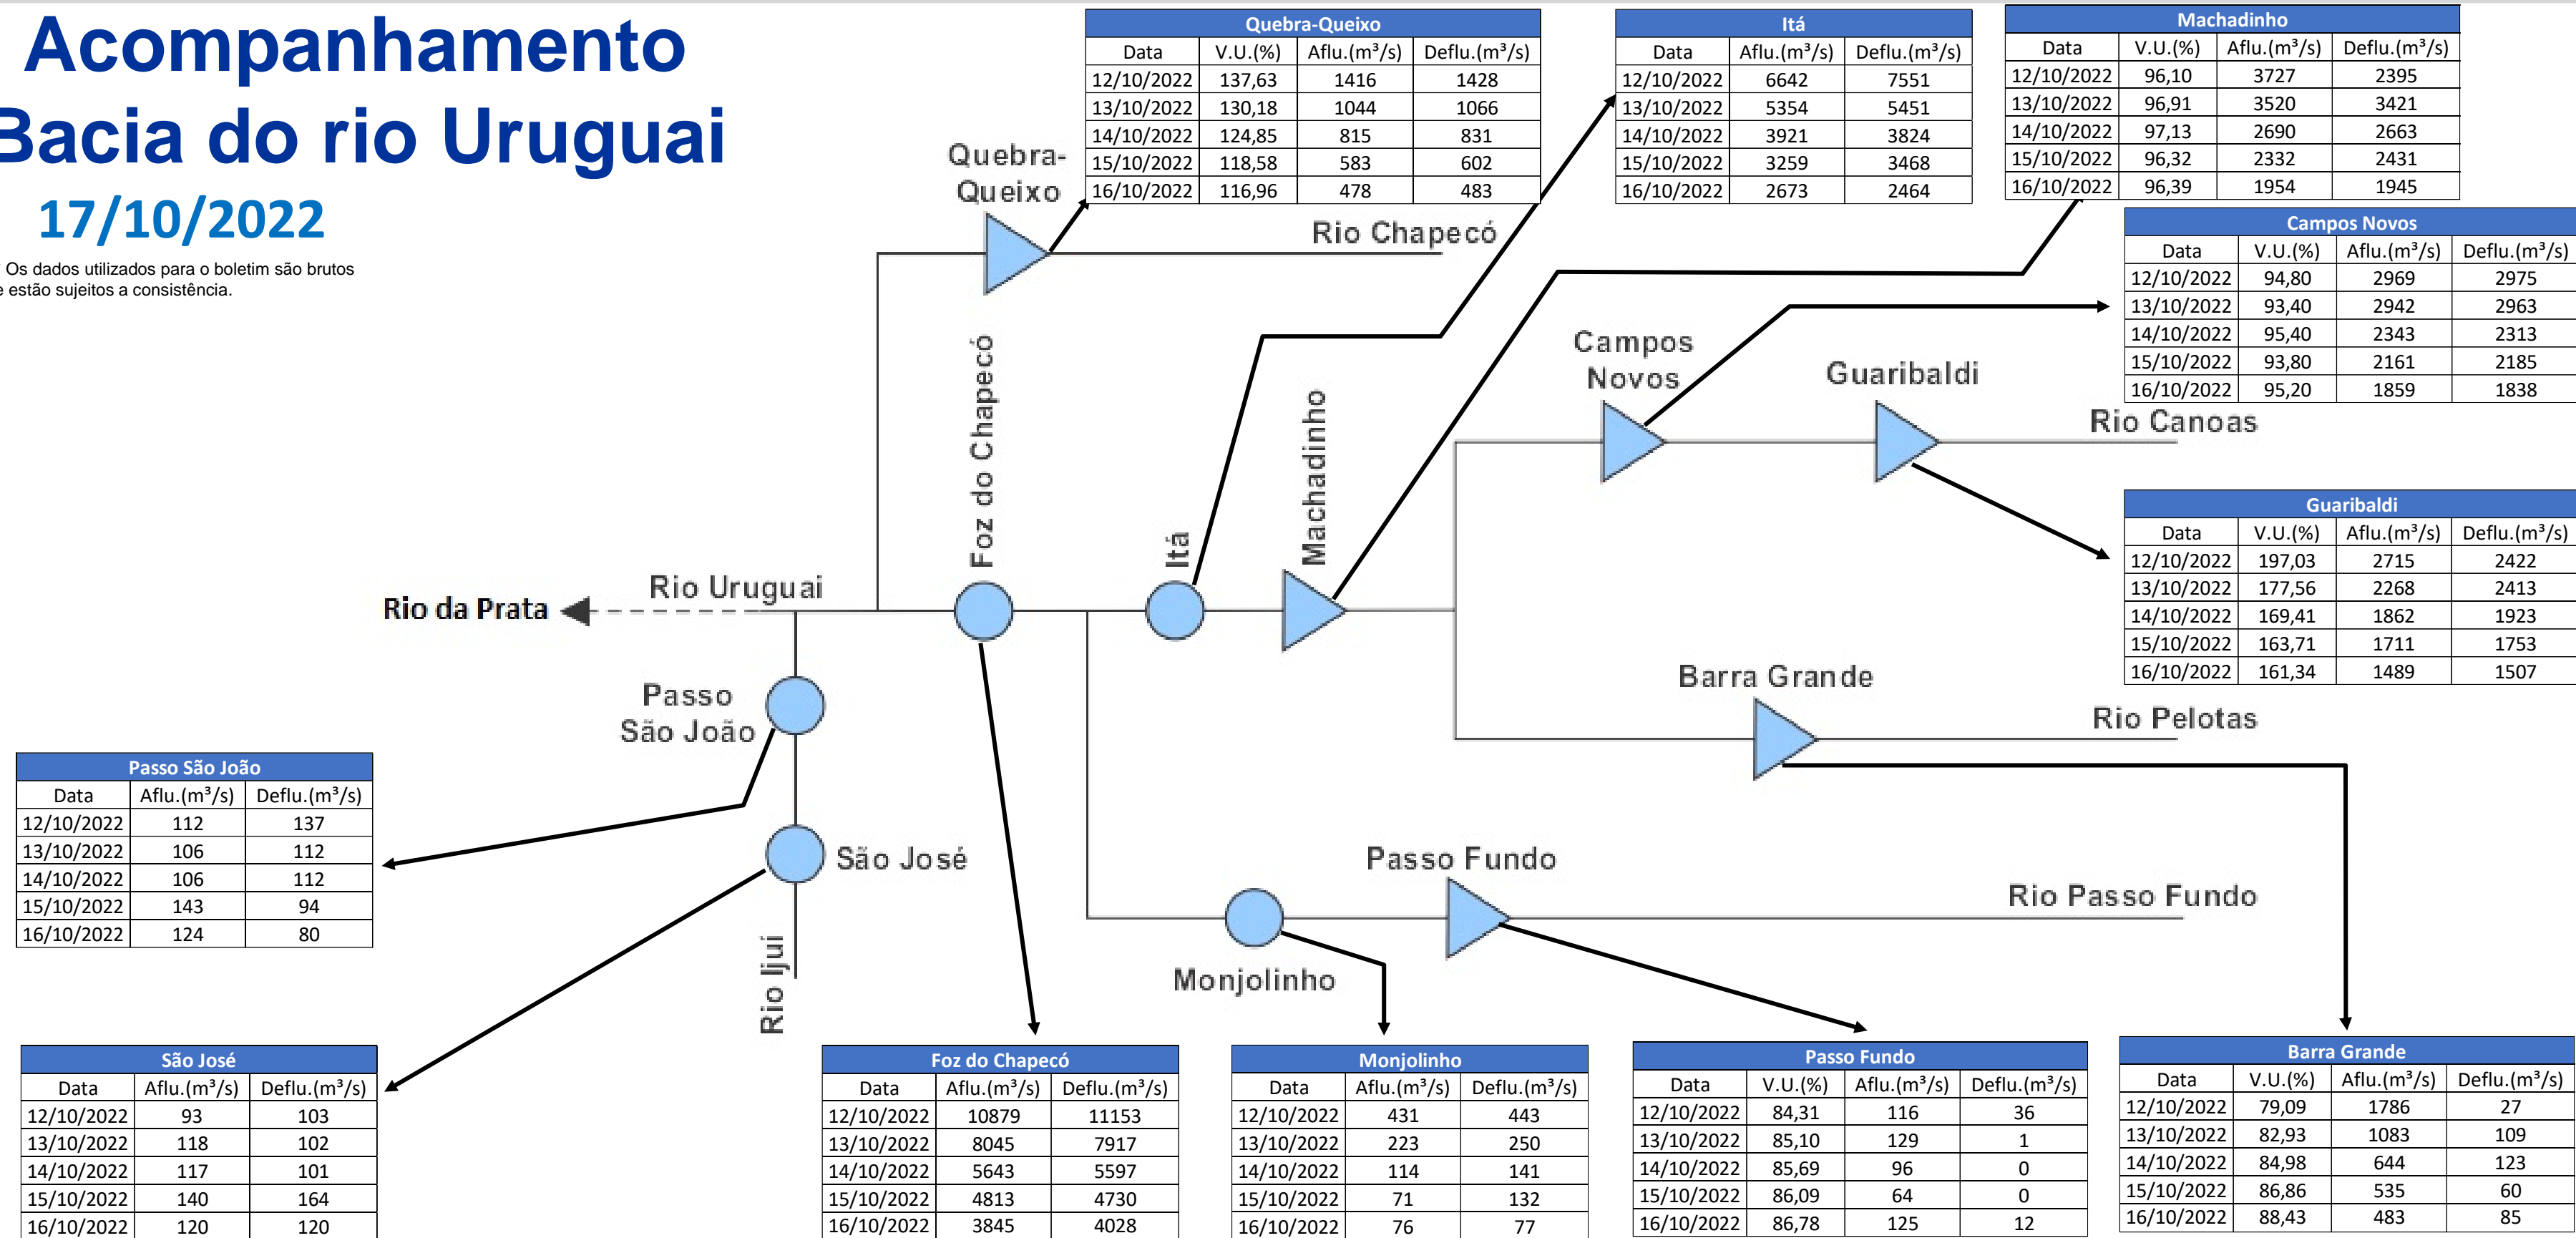 Acompanhamento
Bacia do rio Uruguai
17/10/2022
* Os dados utilizados para o boletim são brutos
e estão sujeitos a consistência.
Quebra-Queixo
Data V.U.(%) Aflu.(m³/s) Deflu.(m³/s)
12/10/2022 137,63 1416 1428
13/10/2022 130,18 1044 1066
14/10/2022 124,85 815 831
15/10/2022 118,58 583 602
16/10/2022 116,96 478 483
Itá
Data Aflu.(m³/s) Deflu.(m³/s)
12/10/2022 6642 7551
13/10/2022 5354 5451
14/10/2022 3921 3824
15/10/2022 3259 3468
16/10/2022 2673 2464
Machadinho
Data V.U.(%) Aflu.(m³/s) Deflu.(m³/s)
12/10/2022 96,10 3727 2395
13/10/2022 96,91 3520 3421
14/10/2022 97,13 2690 2663
15/10/2022 96,32 2332 2431
16/10/2022 96,39 1954 1945
Campos Novos
Data V.U.(%) Aflu.(m³/s) Deflu.(m³/s)
12/10/2022 94,80 2969 2975
13/10/2022 93,40 2942 2963
14/10/2022 95,40 2343 2313
15/10/2022 93,80 2161 2185
16/10/2022 95,20 1859 1838
Guaribaldi
Data V.U.(%) Aflu.(m³/s) Deflu.(m³/s)
12/10/2022 197,03 2715 2422
13/10/2022 177,56 2268 2413
14/10/2022 169,41 1862 1923
15/10/2022 163,71 1711 1753
16/10/2022 161,34 1489 1507
Quebra-
Queixo
Rio Chapecó
Foz do Chapecó
Itá
Machadinho
Campos
Novos
Guaribaldi
Rio Canoas
Rio Uruguai
Rio da Prata
Barra Grande
Rio Pelotas
Passo
São João
São José
Rio Ijuí
Passo Fundo
Rio Passo Fundo
Monjolinho
Passo São João
Data Aflu.(m³/s) Deflu.(m³/s)
12/10/2022 112 137
13/10/2022 106 112
14/10/2022 106 112
15/10/2022 143 94
16/10/2022 124 80
São José
Data Aflu.(m³/s) Deflu.(m³/s)
12/10/2022 93 103
13/10/2022 118 102
14/10/2022 117 101
15/10/2022 140 164
16/10/2022 120 120
Foz do Chapecó
Data Aflu.(m³/s) Deflu.(m³/s)
12/10/2022 10879 11153
13/10/2022 8045 7917
14/10/2022 5643 5597
15/10/2022 4813 4730
16/10/2022 3845 4028
Monjolinho
Data Aflu.(m³/s) Deflu.(m³/s)
12/10/2022 431 443
13/10/2022 223 250
14/10/2022 114 141
15/10/2022 71 132
16/10/2022 76 77
Passo Fundo
Data V.U.(%) Aflu.(m³/s) Deflu.(m³/s)
12/10/2022 84,31 116 36
13/10/2022 85,10 129 1
14/10/2022 85,69 96 0
15/10/2022 86,09 64 0
16/10/2022 86,78 125 12
Barra Grande
Data V.U.(%) Aflu.(m³/s) Deflu.(m³/s)
12/10/2022 79,09 1786 27
13/10/2022 82,93 1083 109
14/10/2022 84,98 644 123
15/10/2022 86,86 535 60
16/10/2022 88,43 483 85